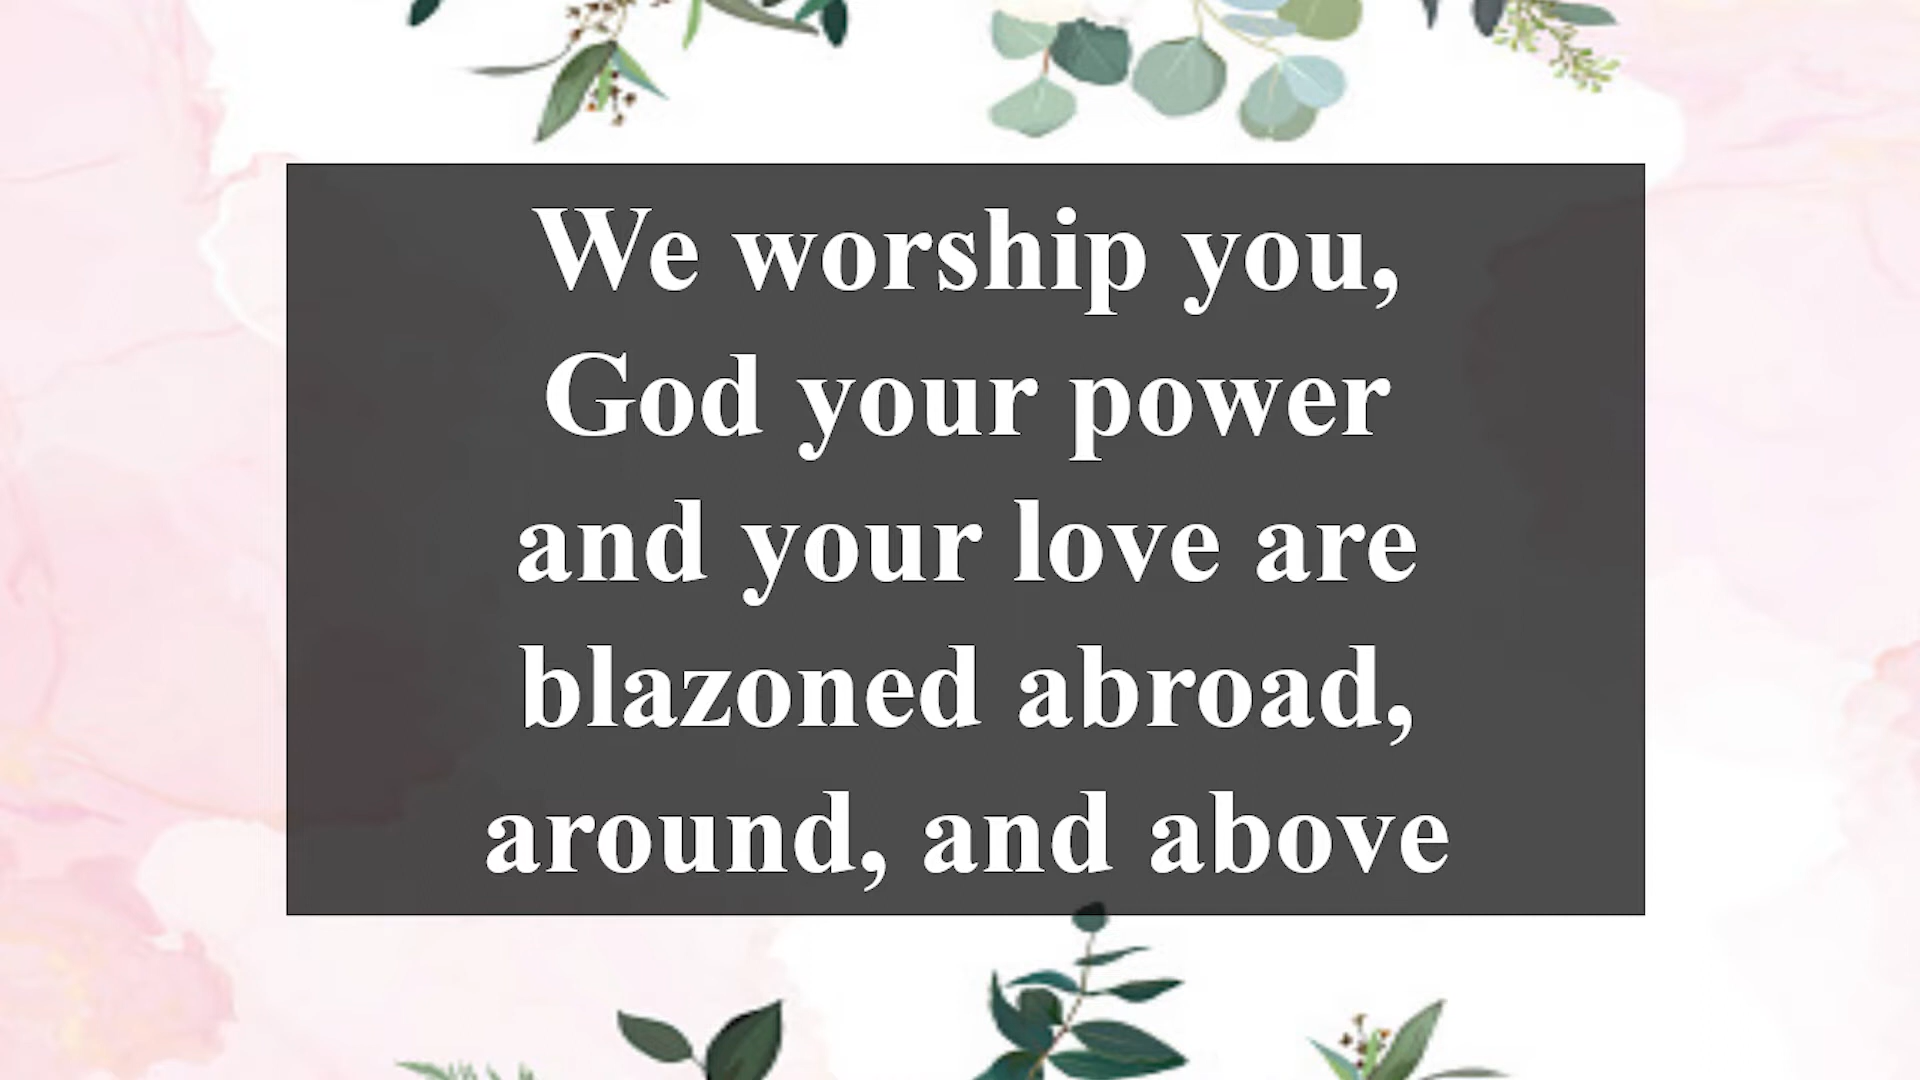 We worship you,
God your power
and your love are
blazoned abroad,
around, and above